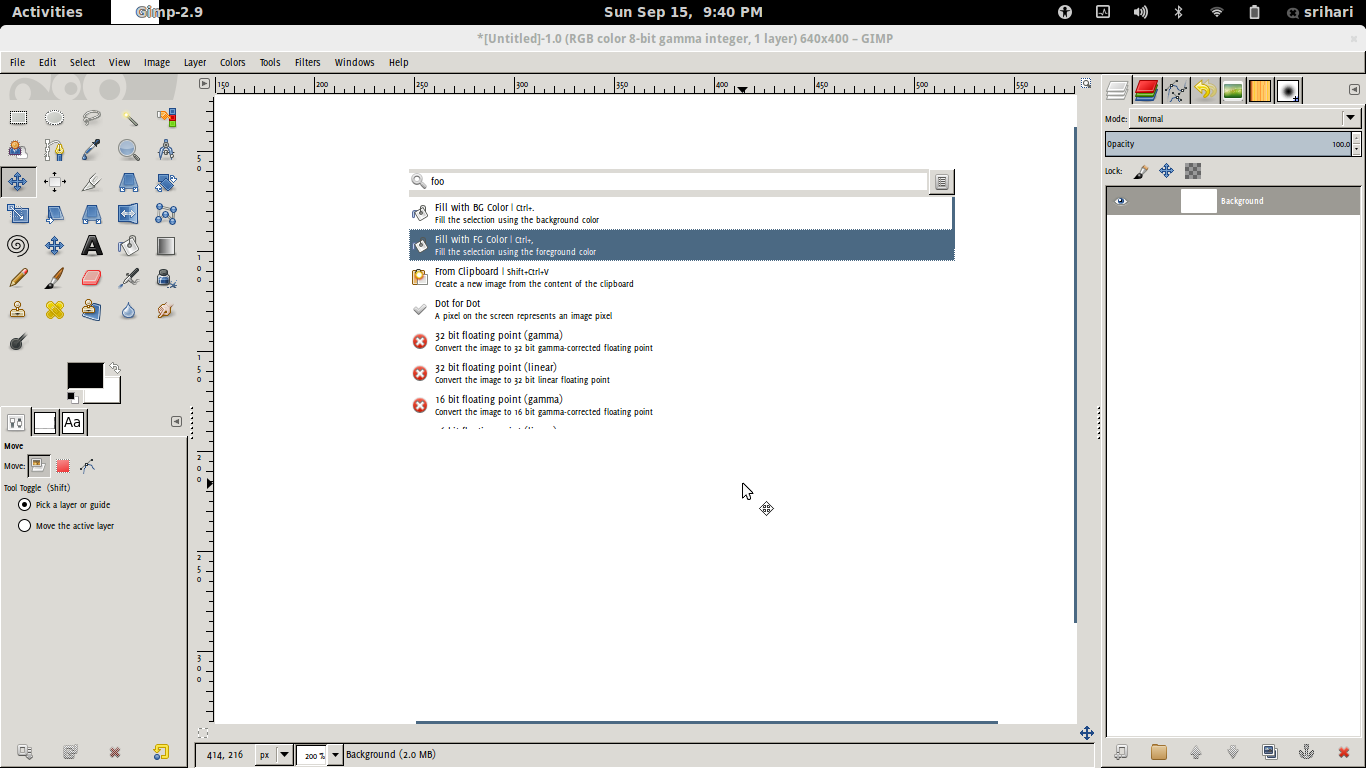 Activities
Gimp-2.9
Sun Sep 15, 9:40 PM
srihari
*[Untitled]-1.0 (RGB color 8-bit gamma integer, 1 layer) 640x400 – GIMP
File Edit Select View Image Layer Colors Tools Filters Windows Help
150 200 250 300 350 400 450 500 550
50
100
150
200
250
300
foo
Fill with BG Color | Ctrl+.
Fill the selection using the background color
Fill with FG Color | Ctrl+,
Fill the selection using the foreground color
From Clipboard | Shift+Ctrl+V
Create a new image from the content of the clipboard
Dot for Dot
A pixel on the screen represents an image pixel
32 bit floating point (gamma)
Convert the image to 32 bit gamma-corrected floating point
32 bit floating point (linear)
Convert the image to 32 bit linear floating point
16 bit floating point (gamma)
Convert the image to 16 bit gamma-corrected floating point
Aa
Move
Move:
Tool Toggle (Shift)
Pick a layer or guide
Move the active layer
414, 216
px
200 %
Background (2.0 MB)
Mode: Normal
Opacity 100.0
Lock:
Background